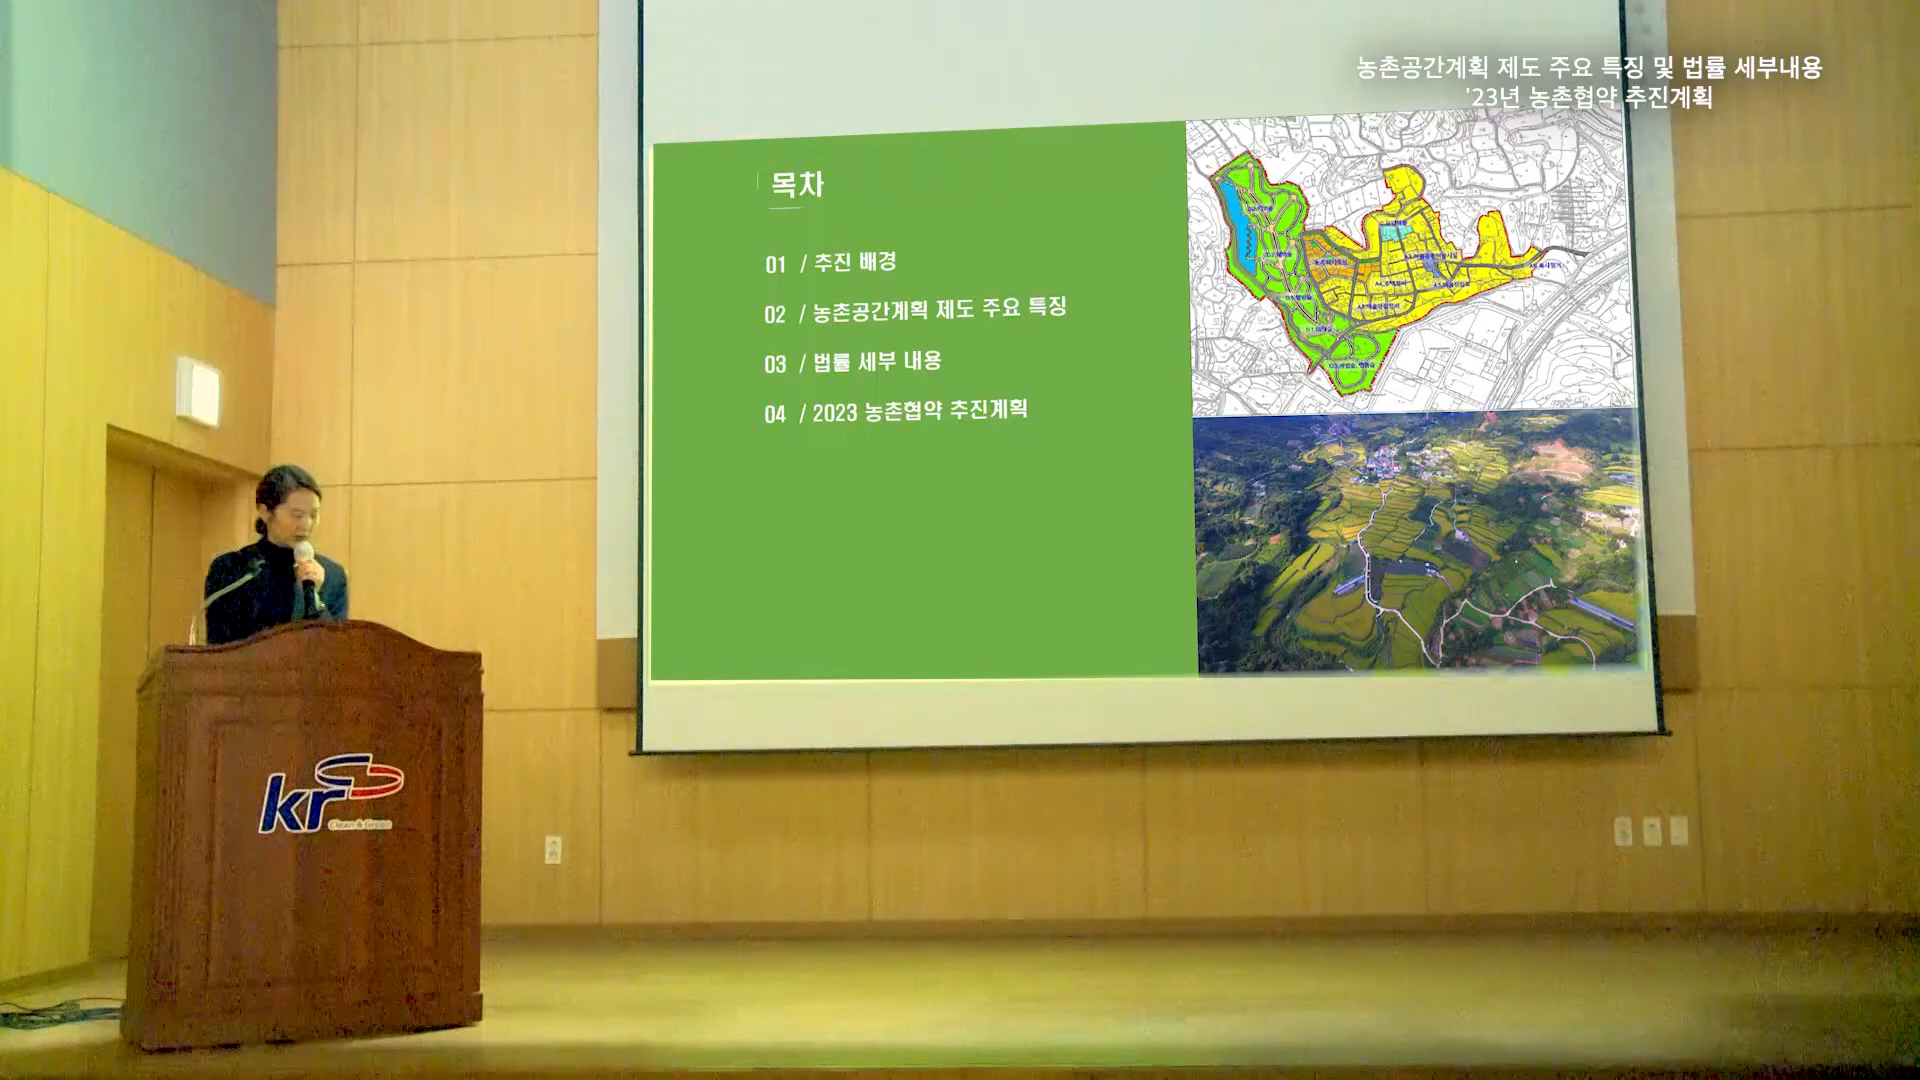 농촌공간계획 제도 주요 특징 및 법률 세부내용
'23년 농촌협약 추진계획
목차
01 / 추진 배경
02 / 농촌공간계획 제도 주요 특징
03 / 법률 세부 내용
04 / 2023 농촌협약 추진계획
kr
Clean & Green